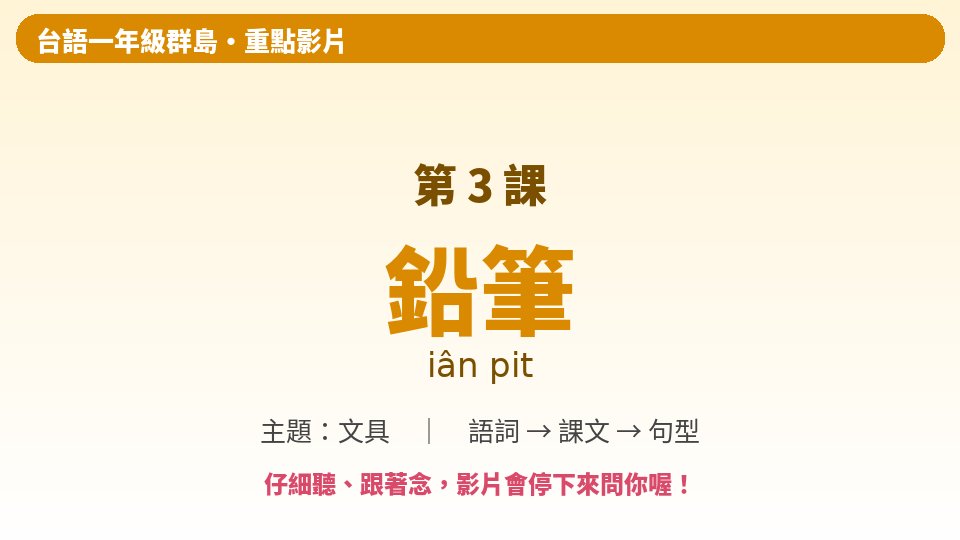 台語一年級群島・重點影片
第 3 課
鉛筆
iân pit
主題：文具　｜　語詞 → 課文 → 句型
仔細聽、跟著念，影片會停下來問你喔！